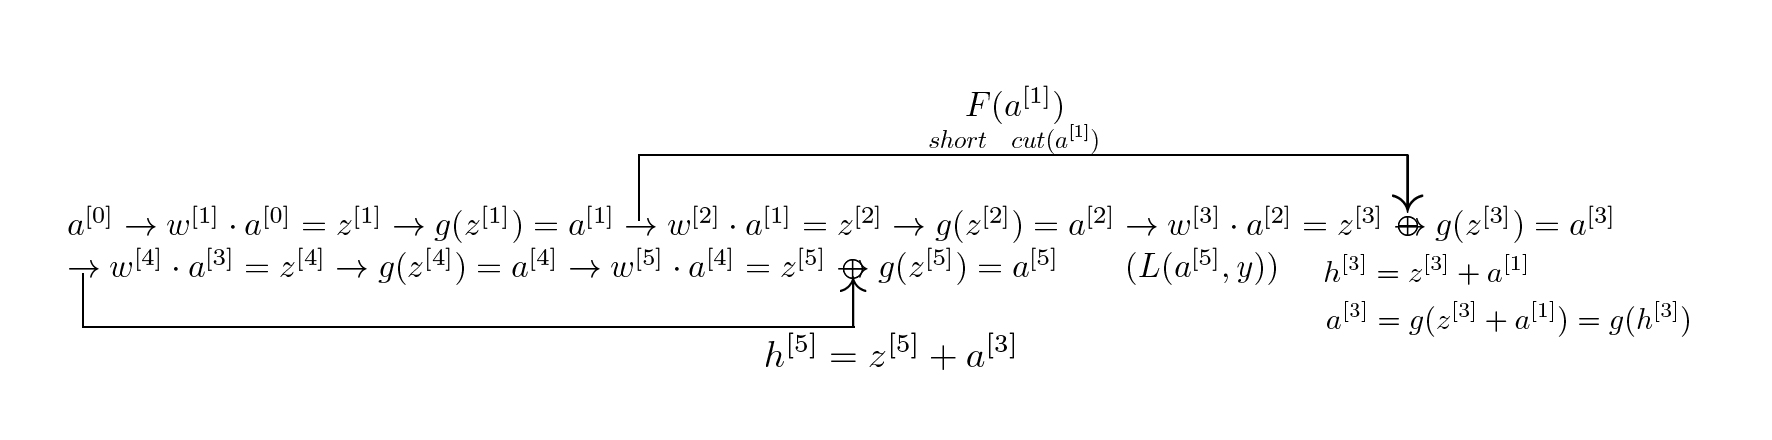 F(a^{[1]})
short cut(a^{[1]})
a^{[0]} → w^{[1]} · a^{[0]} = z^{[1]} → g(z^{[1]}) = a^{[1]} → w^{[2]} · a^{[1]} = z^{[2]} → g(z^{[2]}) = a^{[2]} → w^{[3]} · a^{[2]} = z^{[3]} ⊕→ g(z^{[3]}) = a^{[3]}
→ w^{[4]} · a^{[3]} = z^{[4]} → g(z^{[4]}) = a^{[4]} → w^{[5]} · a^{[4]} = z^{[5]} ⊕→ g(z^{[5]}) = a^{[5]} (L(a^{[5]}, y))
h^{[3]} = z^{[3]} + a^{[1]}
a^{[3]} = g(z^{[3]} + a^{[1]}) = g(h^{[3]})
h^{[5]} = z^{[5]} + a^{[3]}